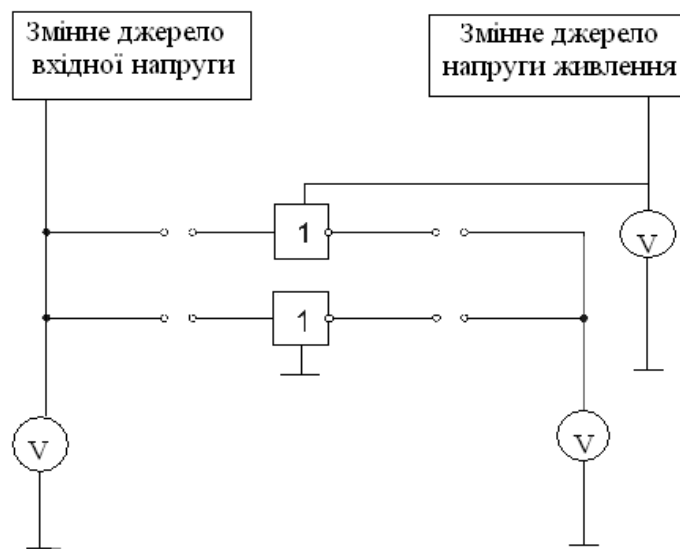 Змінне джерело
вхідної напруги
Змінне джерело
напруги живлення
1
V
1
V
V